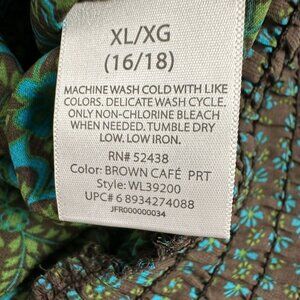 XL/XG
(16/18)
MACHINE WASH COLD WITH LIKE
COLORS. DELICATE WASH CYCLE.
ONLY NON-CHLORINE BLEACH
WHEN NEEDED. TUMBLE DRY
LOW. LOW IRON.
RN# 52438
Color: BROWN CAFÉ PRT
Style: WL39200
UPC# 6 8934274088
JFR000000034